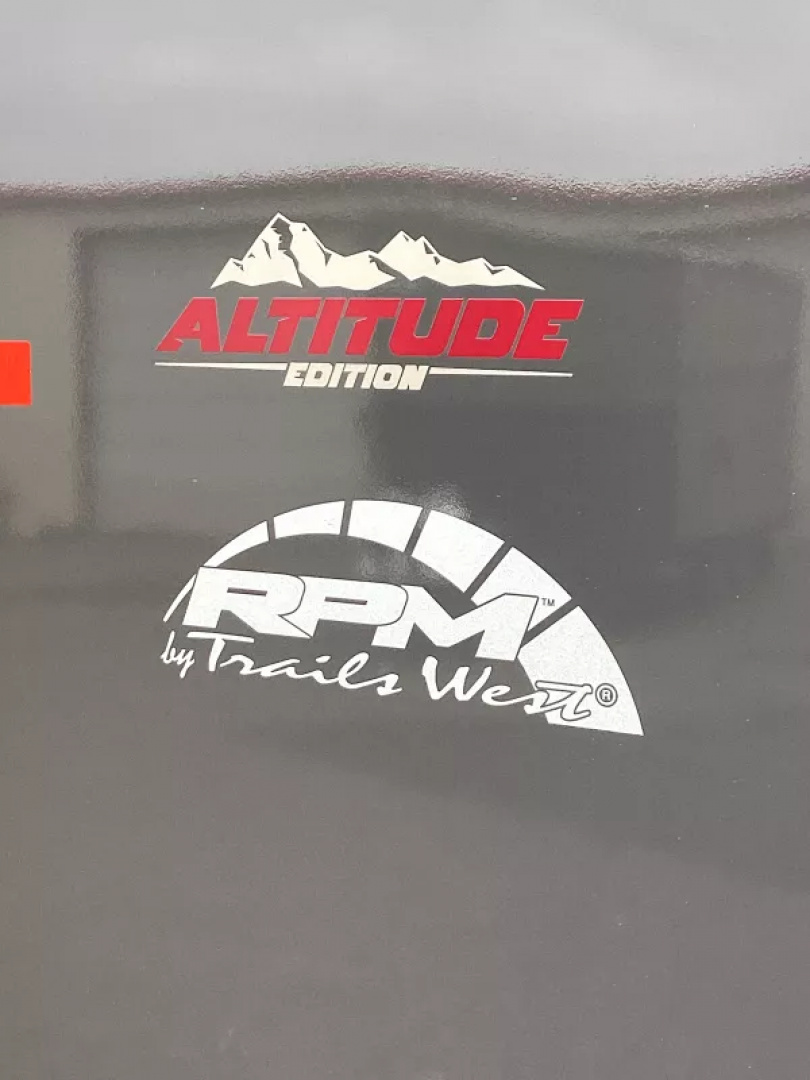 ALTITUDE
EDITION
RPM™
by Trails West®